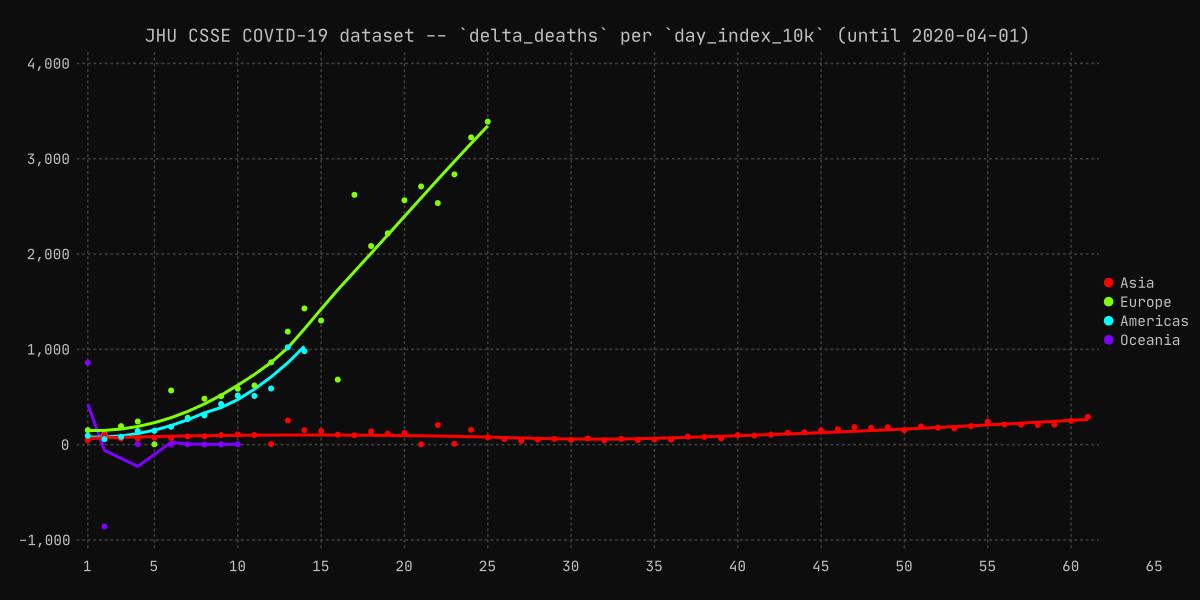 JHU CSSE COVID-19 dataset -- `delta_deaths` per `day_index_10k` (until 2020-04-01)
4,000
3,000
2,000
1,000
0
-1,000
1 5 10 15 20 25 30 35 40 45 50 55 60 65
Asia
Europe
Americas
Oceania